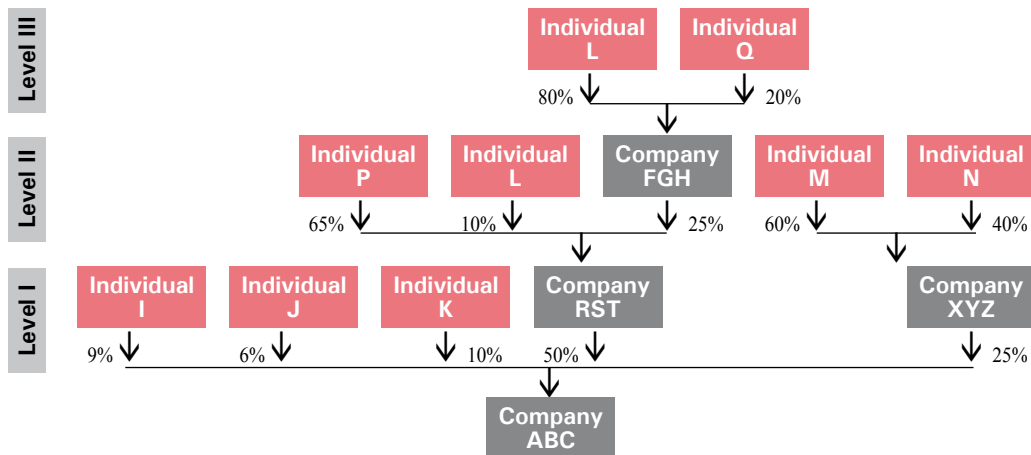 Level III
Individual
L
Individual
Q
80%
20%
Level II
Individual
P
Individual
L
Company
FGH
Individual
M
Individual
N
65%
10%
25%
60%
40%
Level I
Individual
I
Individual
J
Individual
K
Company
RST
Company
XYZ
9%
6%
10%
50%
25%
Company
ABC